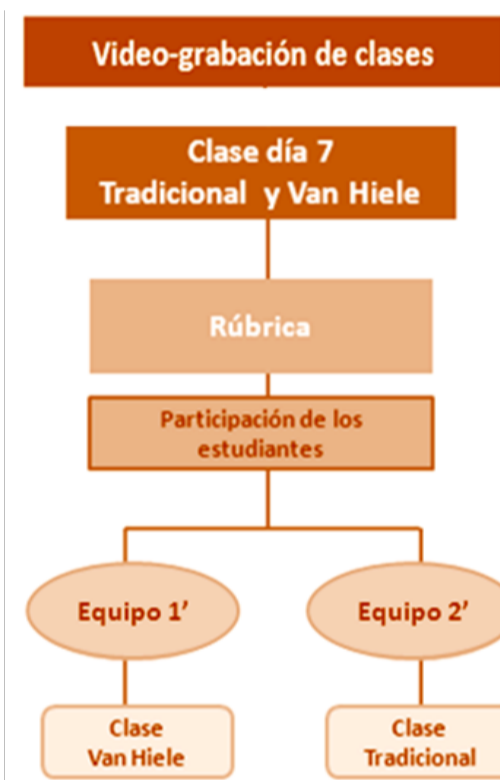 Video-grabación de clases
Clase día 7
Tradicional y Van Hiele
Rúbrica
Participación de los
estudiantes
Equipo 1’
Equipo 2’
Clase
Van Hiele
Clase
Tradicional